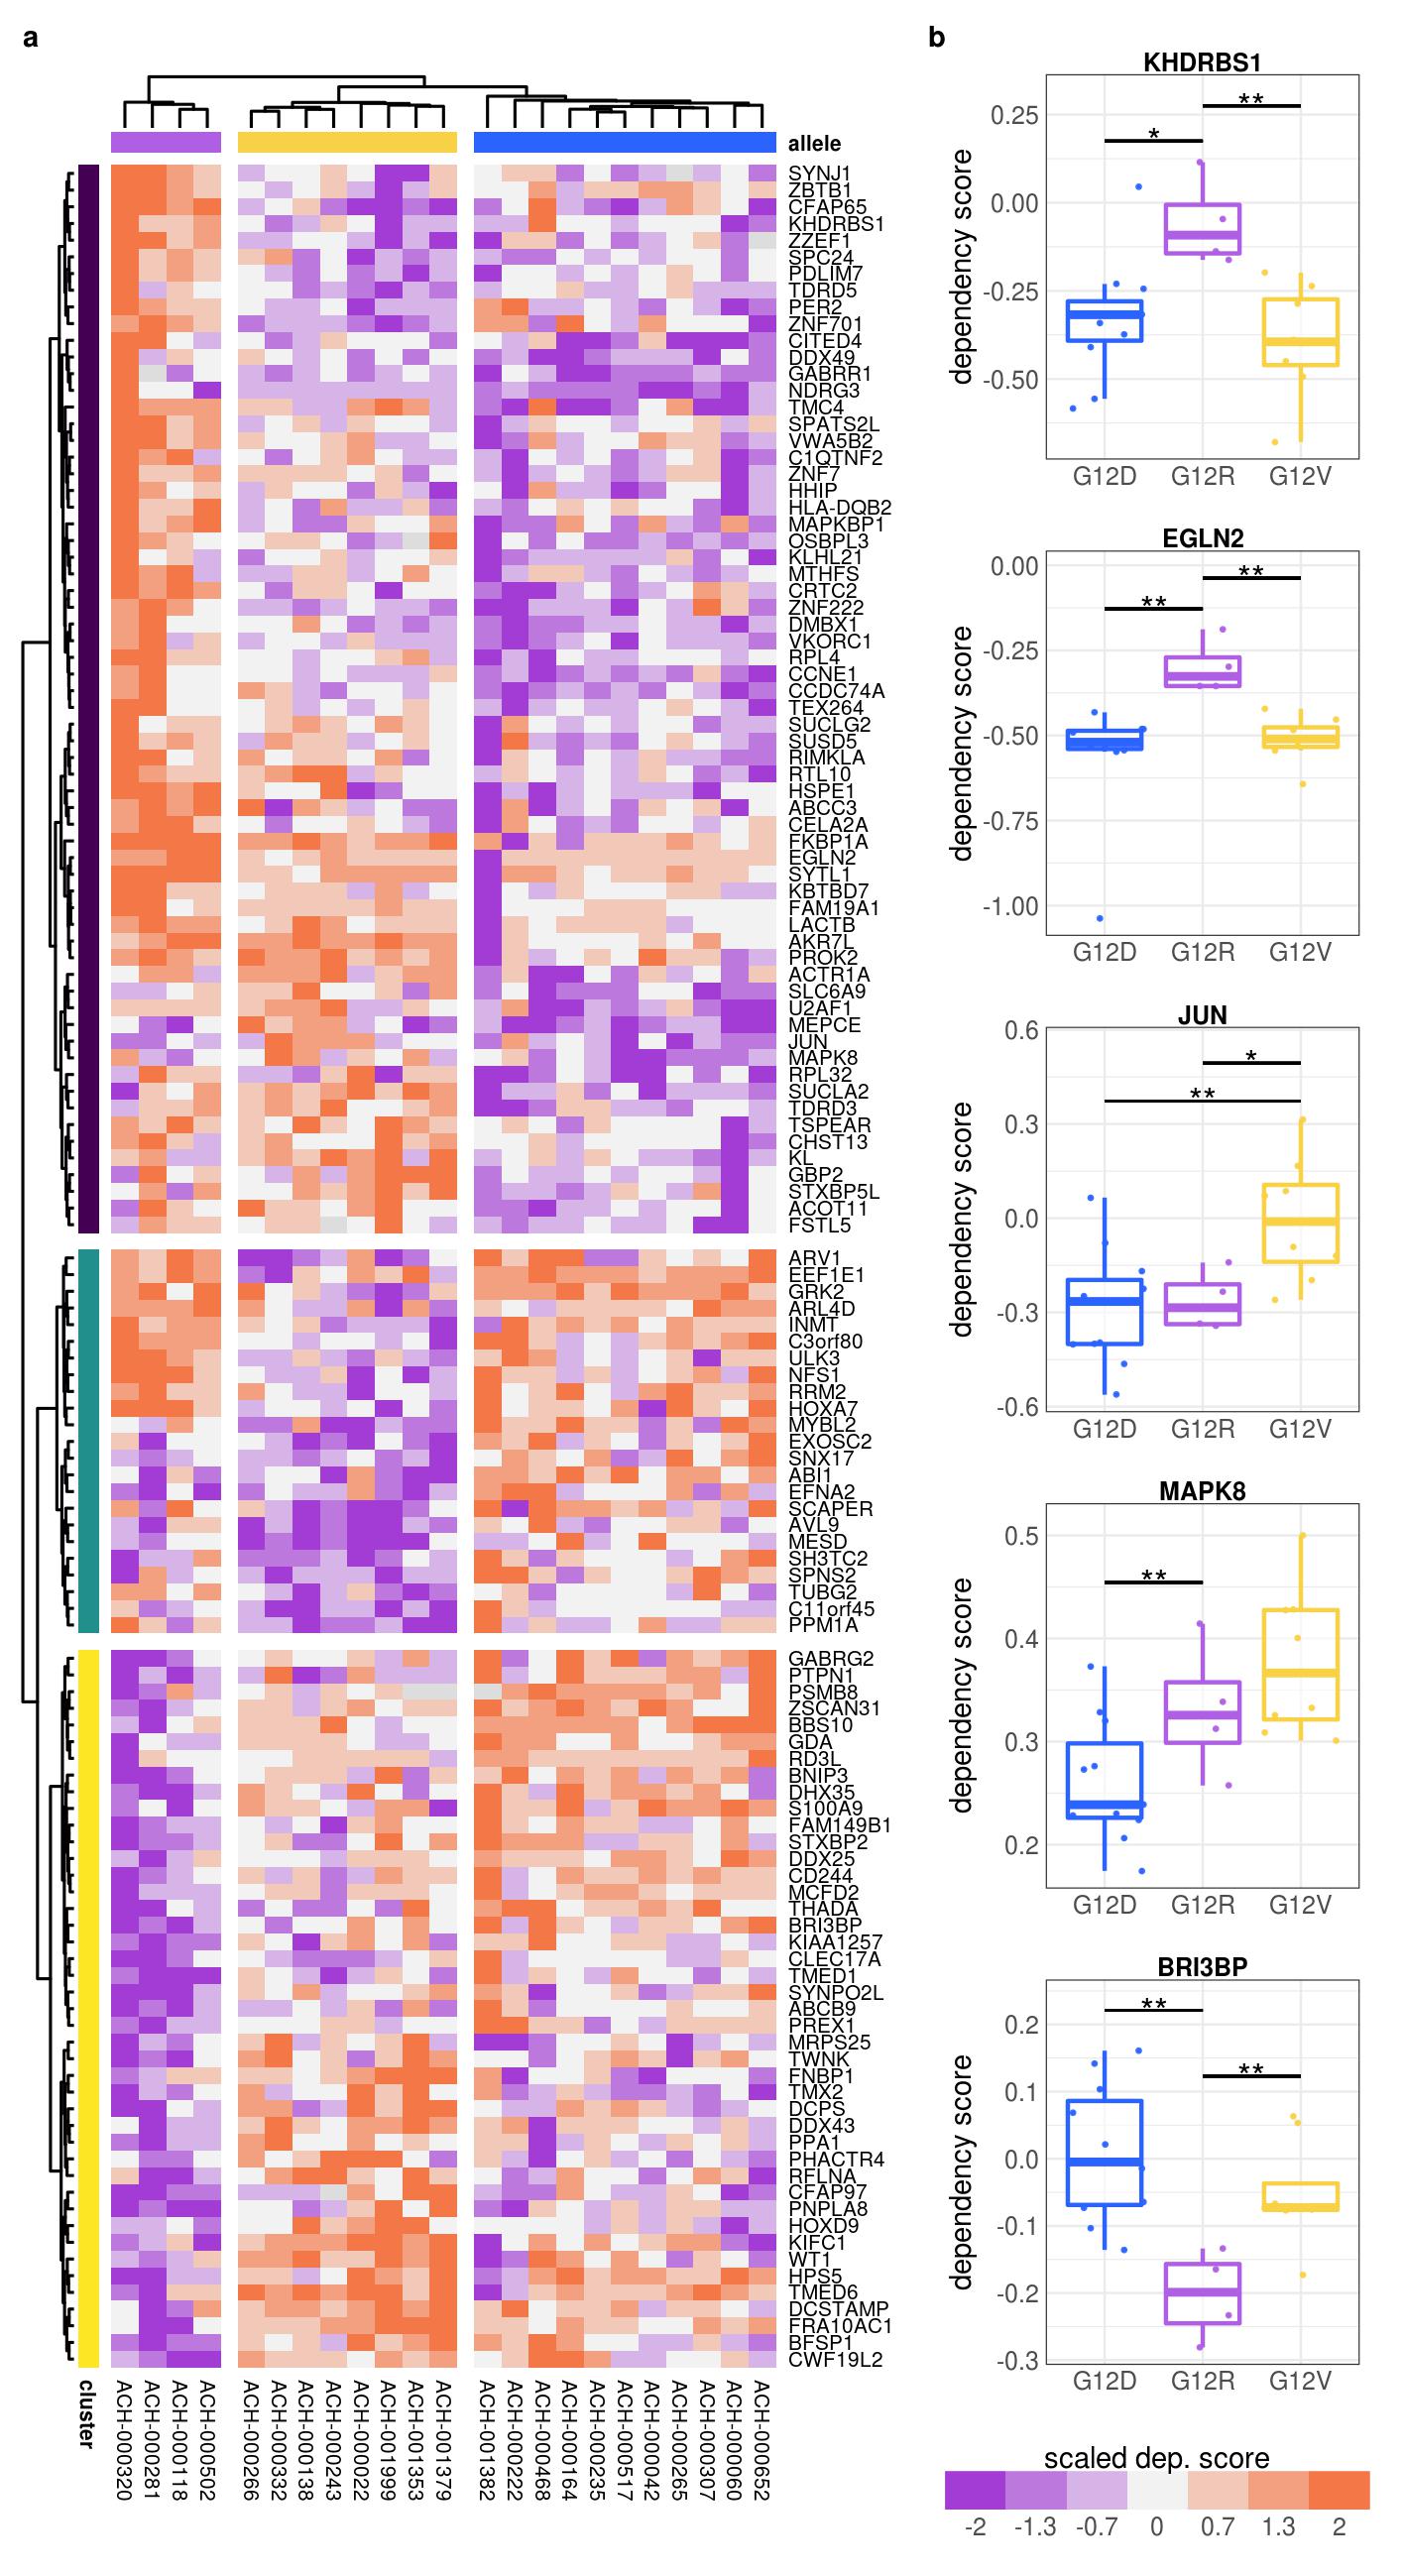 a
allele
SYNJ1
ZBTB1
CFAP65
KHDRBS1
ZZEF1
SPC24
PDLIM7
TDRD5
PER2
ZNF701
CITED4
DDX49
GABRR1
NDRG3
TMC4
SPATS2L
VWA5B2
C1QTNF2
ZNF7
HHIP
HLA-DQB2
MAPKBP1
OSBPL3
KLHL21
MTHFS
CRTC2
ZNF222
DMBX1
VKORC1
RPL4
CCNE1
CCDC74A
TEX264
SUCLG2
SUSD5
RIMKLA
RTL10
HSPE1
ABCC3
CELA2A
FKBP1A
EGLN2
SYTL1
KBTBD7
FAM19A1
LACTB
AKR7L
PROK2
ACTR1A
SLC6A9
U2AF1
MEPCE
JUN
MAPK8
RPL32
SUCLA2
TDRD3
TSPEAR
CHST13
KL
GBP2
STXBP5L
ACOT11
FSTL5
ARV1
EEF1E1
GRK2
ARL4D
INMT
C3orf80
ULK3
NFS1
RRM2
HOXA7
MYBL2
EXOSC2
SNX17
ABI1
EFNA2
SCAPER
AVL9
MESD
SH3TC2
SPNS2
TUBG2
C11orf45
PPM1A
GABRG2
PTPN1
PSMB8
ZSCAN31
BBS10
GDA
RD3L
BNIP3
DHX35
S100A9
FAM149B1
STXBP2
DDX25
CD244
MCFD2
THADA
BRI3BP
KIAA1257
CLEC17A
TMED1
SYNPO2L
ABCB9
PREX1
MRPS25
TWNK
FNBP1
TMX2
DCPS
DDX43
PPA1
PHACTR4
RFLNA
CFAP97
PNPLA8
HOXD9
KIFC1
WT1
HPS5
TMED6
DCSTAMP
FRA10AC1
BFSP1
CWF19L2
cluster
ACH-000320
ACH-000281
ACH-000118
ACH-000502
ACH-000266
ACH-000332
ACH-000138
ACH-000243
ACH-000022
ACH-001999
ACH-001353
ACH-001379
ACH-001382
ACH-000222
ACH-000468
ACH-000164
ACH-000235
ACH-000517
ACH-000042
ACH-000265
ACH-000307
ACH-000060
ACH-000652
b
KHDRBS1
dependency score
0.25
0.00
-0.25
-0.50
*
**
G12D G12R G12V
EGLN2
dependency score
0.00
-0.25
-0.50
-0.75
-1.00
**
**
G12D G12R G12V
JUN
dependency score
0.6
0.3
0.0
-0.3
-0.6
*
**
G12D G12R G12V
MAPK8
dependency score
0.5
0.4
0.3
0.2
**
G12D G12R G12V
BRI3BP
dependency score
0.2
0.1
0.0
-0.1
-0.2
-0.3
**
**
G12D G12R G12V
scaled dep. score
-2 -1.3 -0.7 0 0.7 1.3 2